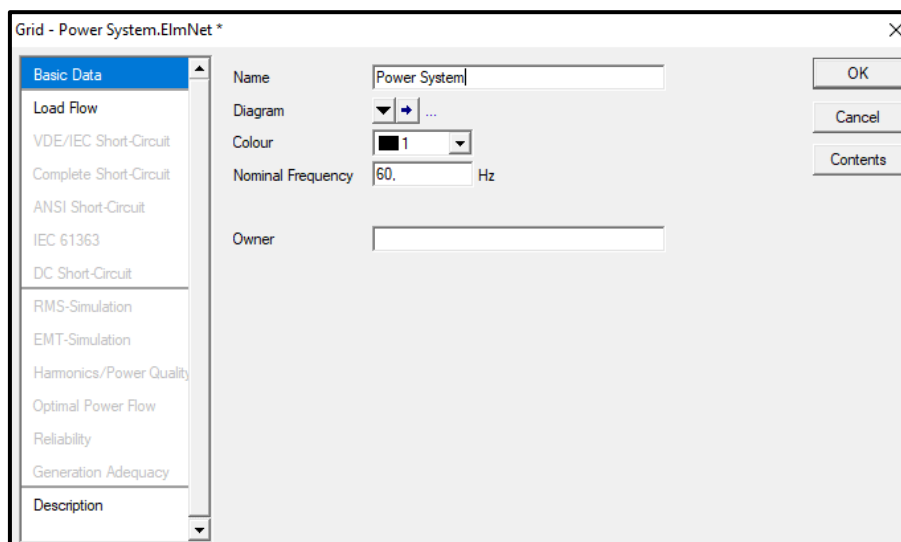 Grid - Power System.ElmNet *
Basic Data
Load Flow
VDE/IEC Short-Circuit
Complete Short-Circuit
ANSI Short-Circuit
IEC 61363
DC Short-Circuit
RMS-Simulation
EMT-Simulation
Harmonics/Power Quality
Optimal Power Flow
Reliability
Generation Adequacy
Description
Name Power System
Diagram ...
Colour 1
Nominal Frequency 60. Hz
Owner
OK
Cancel
Contents